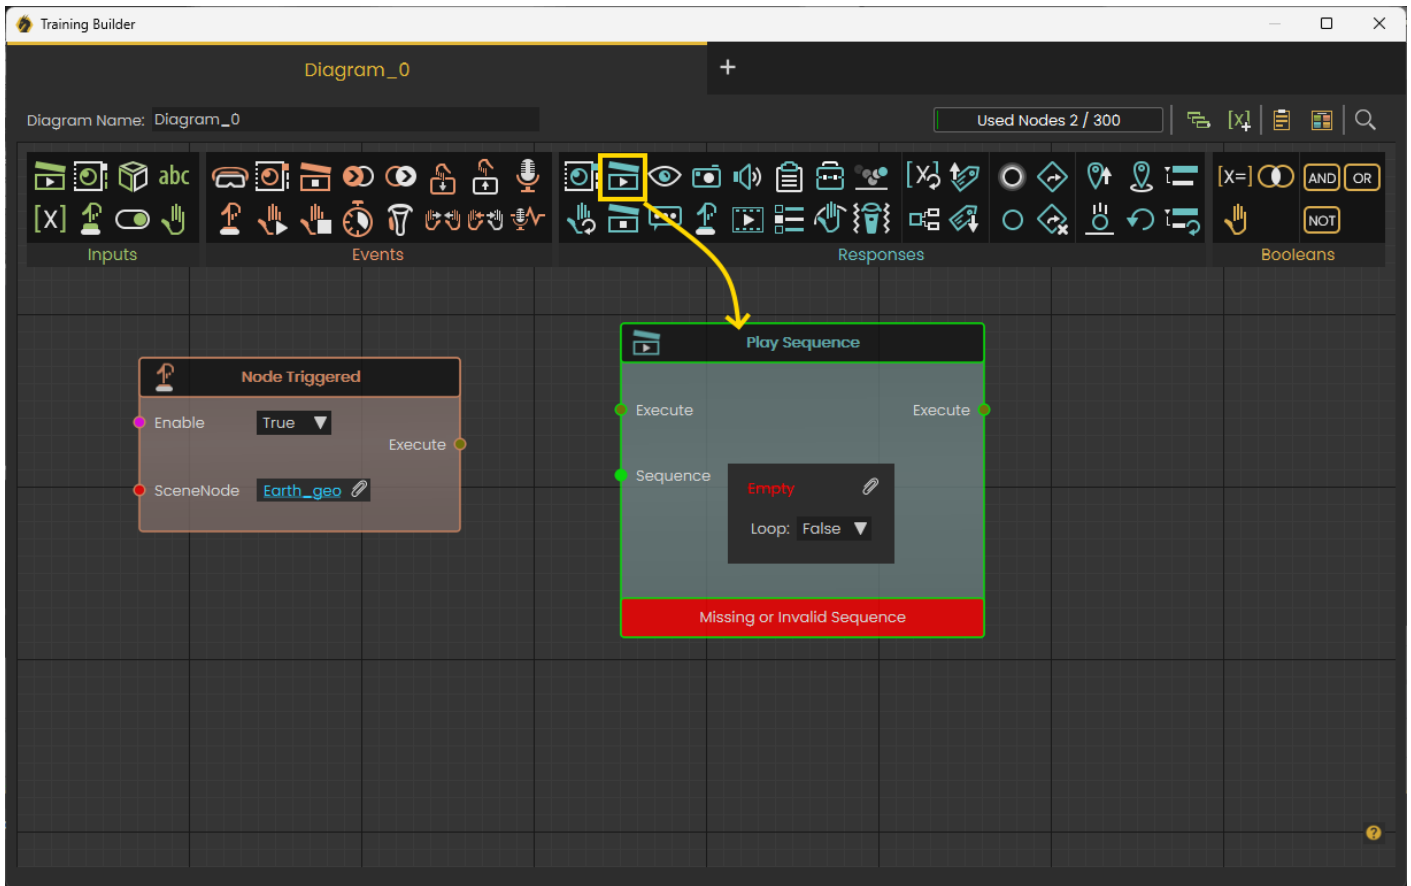 Training Builder
Diagram_0
+
Diagram Name: Diagram_0
Used Nodes 2 / 300
[x]+
abc
[X=]
AND
OR
[X]
NOT
Inputs
Events
Responses
Booleans
Node Triggered
Enable
True
Execute
SceneNode
Earth_geo
Play Sequence
Execute
Execute
Sequence
Empty
Loop: False
Missing or Invalid Sequence
?